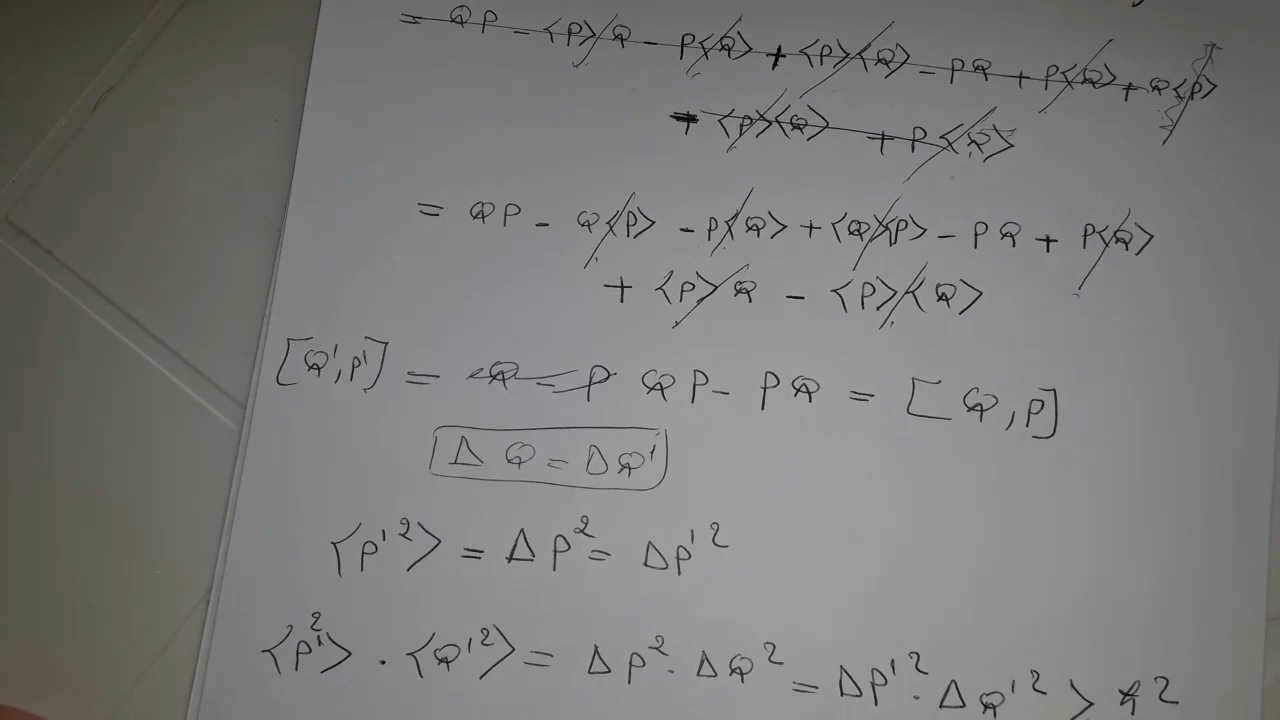 = QP - <P>Q - P<Q> + <P><Q> - PQ + P<Q> + Q<P>
+ <P><Q> + P<Q>
= QP - Q<P> - P<Q> + <Q><P> - PQ + P<Q>
+ <P>Q - <P><Q>
[Q', P'] = QP - PQ = [Q, P]
ΔQ = ΔQ'
<P'²> = ΔP² = ΔP'²
<P'²> . <Q'²> = ΔP² . ΔQ² = ΔP'² . ΔQ'² >